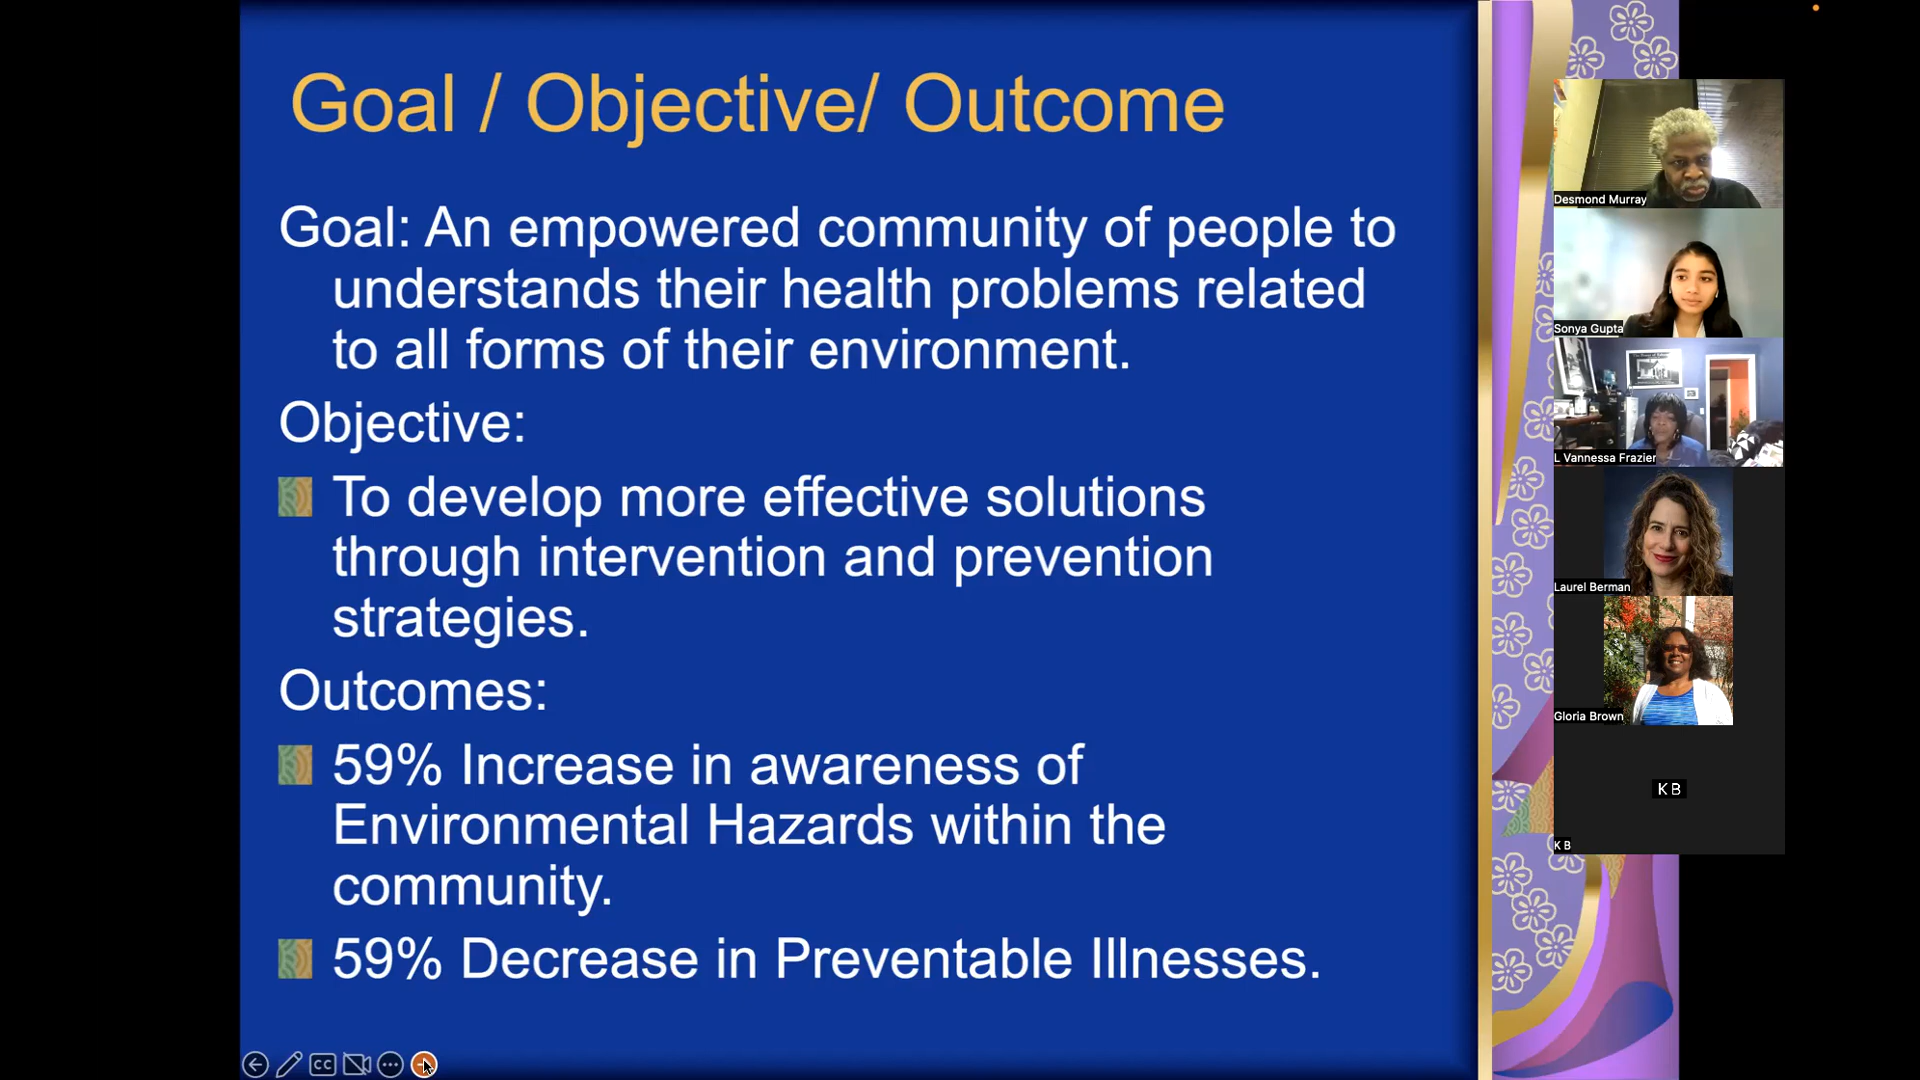 Goal / Objective/ Outcome
Goal: An empowered community of people to
understands their health problems related
to all forms of their environment.
Objective:
To develop more effective solutions
through intervention and prevention
strategies.
Outcomes:
59% Increase in awareness of
Environmental Hazards within the
community.
59% Decrease in Preventable Illnesses.
CC
Desmond Murray
Sonya Gupta
L Vannessa Frazier
Laurel Berman
Gloria Brown
K B
K B